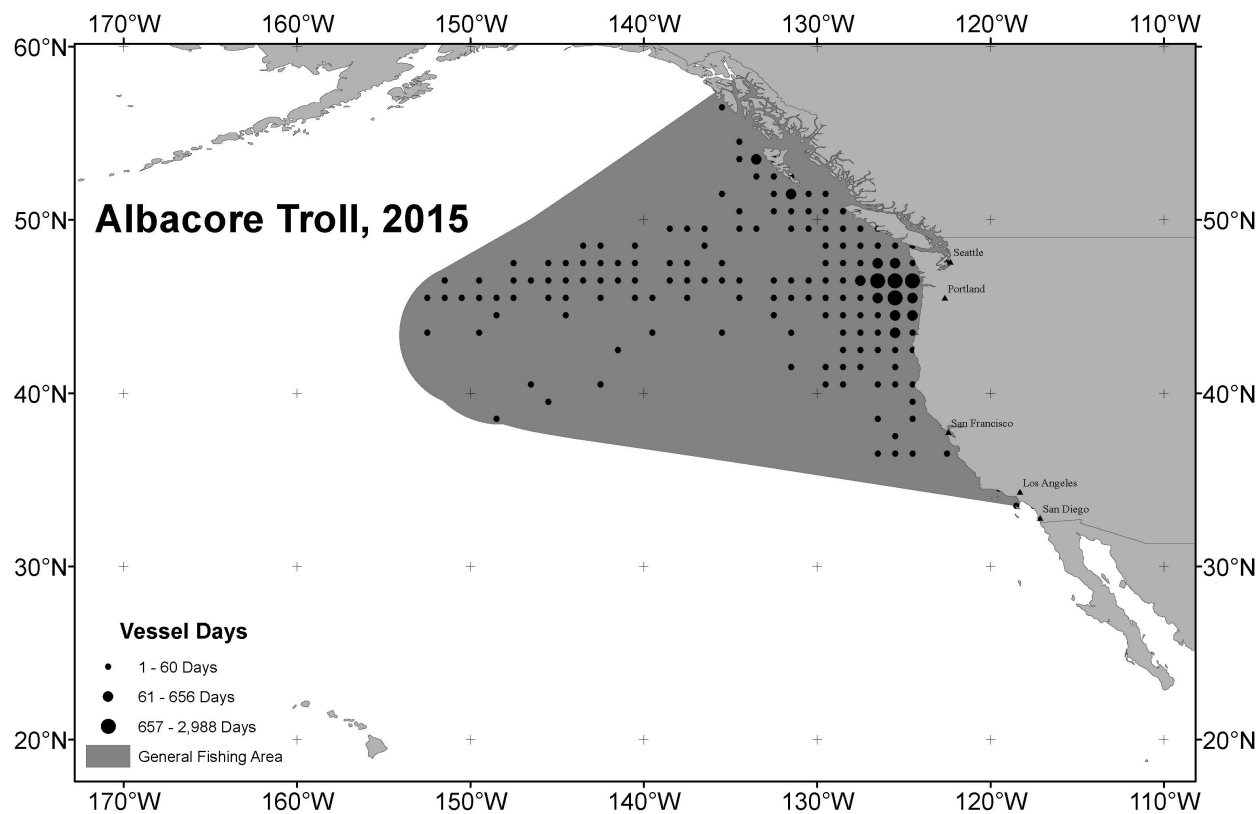 170°W 160°W 150°W 140°W 130°W 120°W 110°W
60°N
50°N 50°N
Albacore Troll, 2015
Seattle
Portland
40°N 40°N
San Francisco
Los Angeles
San Diego
30°N 30°N
Vessel Days
1 - 60 Days
61 - 656 Days
657 - 2,988 Days
20°N 20°N
General Fishing Area
170°W 160°W 150°W 140°W 130°W 120°W 110°W